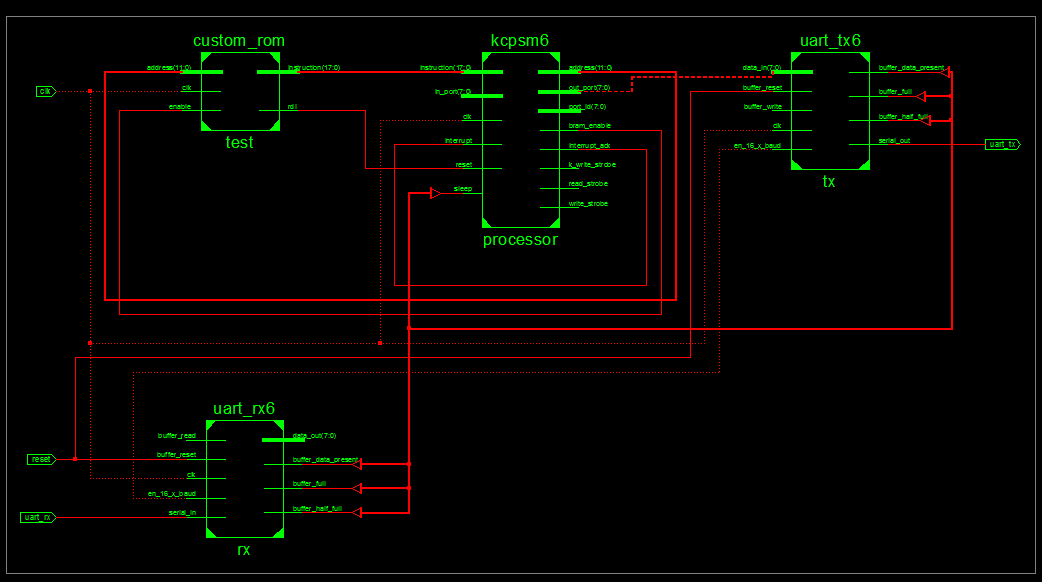 custom_rom
address(11:0)
instruction(17:0)
clk
enable
rdl
test
kcpsm6
instruction(17:0)
address(11:0)
in_port(7:0)
out_port(7:0)
port_id(7:0)
clk
bram_enable
interrupt
interrupt_ack
reset
k_write_strobe
sleep
read_strobe
write_strobe
processor
uart_tx6
data_in(7:0)
buffer_data_present
buffer_reset
buffer_full
buffer_write
buffer_half_full
clk
serial_out
en_16_x_baud
tx
clk
uart_tx
uart_rx6
buffer_read
data_out(7:0)
buffer_reset
buffer_data_present
clk
buffer_full
en_16_x_baud
buffer_half_full
serial_in
rx
reset
uart_rx